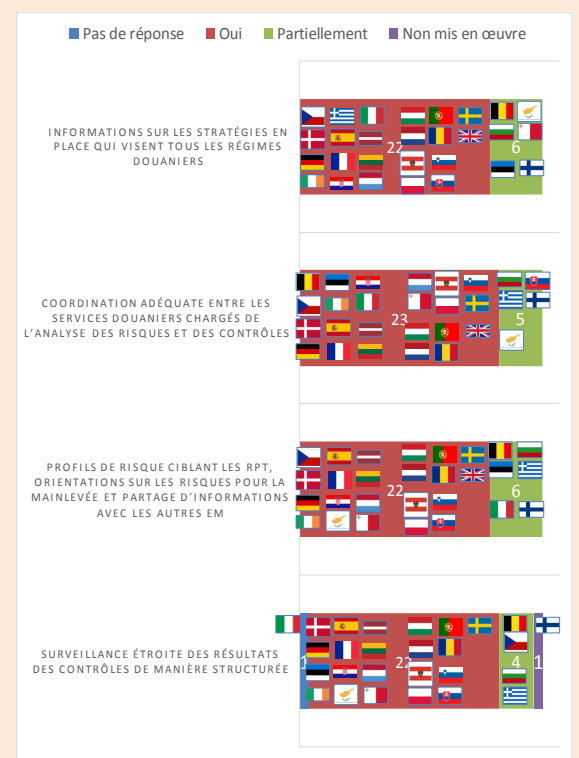 Pas de réponse Oui Partiellement Non mis en œuvre
INFORMATIONS SUR LES STRATÉGIES EN
PLACE QUI VISENT TOUS LES RÉGIMES
DOUANIERS
22 6
COORDINATION ADÉQUATE ENTRE LES
SERVICES DOUANIERS CHARGÉS DE
L'ANALYSE DES RISQUES ET DES CONTRÔLES
23 5
PROFILS DE RISQUE CIBLANT LES RPT,
ORIENTATIONS SUR LES RISQUES POUR LA
MAINLEVÉE ET PARTAGE D'INFORMATIONS
AVEC LES AUTRES EM
22 6
SURVEILLANCE ÉTROITE DES RÉSULTATS
DES CONTRÔLES DE MANIÈRE STRUCTURÉE
1 22 4 1